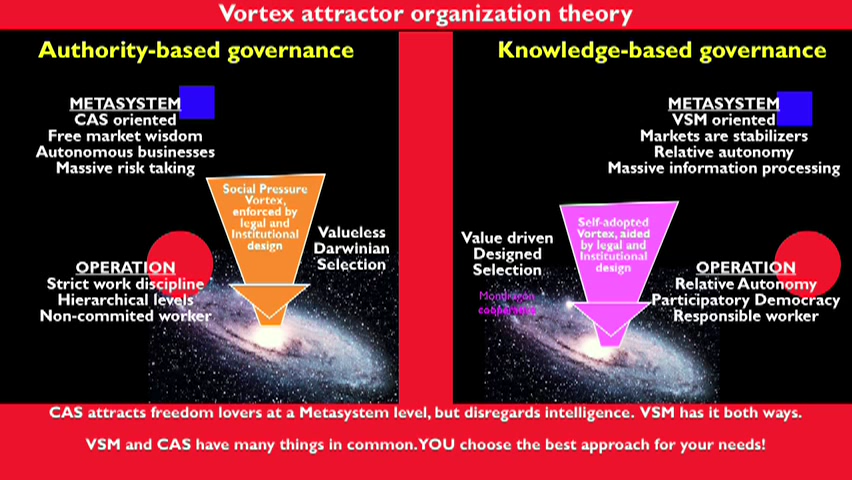 Vortex attractor organization theory
Authority-based governance
METASYSTEM
CAS oriented
Free market wisdom
Autonomous businesses
Massive risk taking
Social Pressure
Vortex,
enforced by
legal and
Institutional
design
Valueless
Darwinian
Selection
OPERATION
Strict work discipline
Hierarchical levels
Non-commited worker
Knowledge-based governance
METASYSTEM
VSM oriented
Markets are stabilizers
Relative autonomy
Massive information processing
Value driven
Designed
Selection
Self-adopted
Vortex, aided
by legal and
Institutional
design
Mondragon
cooperative
OPERATION
Relative Autonomy
Participatory Democracy
Responsible worker
CAS attracts freedom lovers at a Metasystem level, but disregards intelligence. VSM has it both ways.
VSM and CAS have many things in common. YOU choose the best approach for your needs!